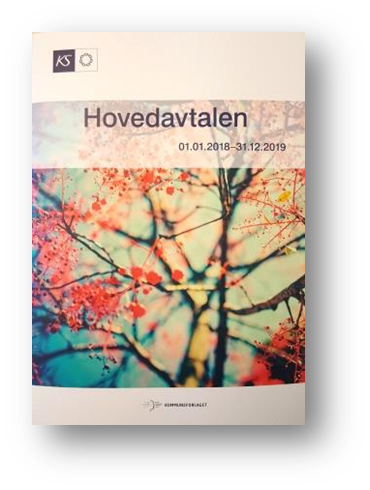 KS
Hovedavtalen
01.01.2018–31.12.2019
KOMMUNEFORLAGET